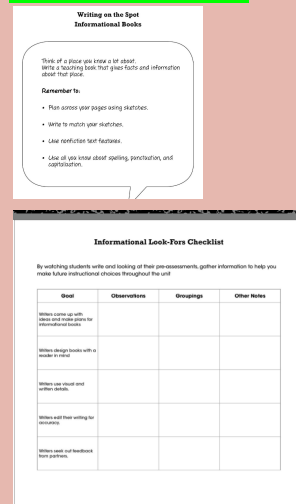 Writing on the Spot
Informational Books
Think of a place you know a lot about.
Write a teaching book that gives facts and information
about that place.
Remember to:
• Plan across your pages using sketches.
• Write to match your sketches.
• Use nonfiction text features.
• Use all you know about spelling, punctuation, and
capitalization.
Informational Look-Fors Checklist
By watching students write and looking at their pre-assessments, gather information to help you
make future instructional choices throughout the unit
Goal Observations Groupings Other Notes
Writers come up with
ideas and make plans for
informational books
Writers design books with a
reader in mind
Writers use visual and
written details.
Writers edit their writing for
accuracy.
Writers seek out feedback
from partners.